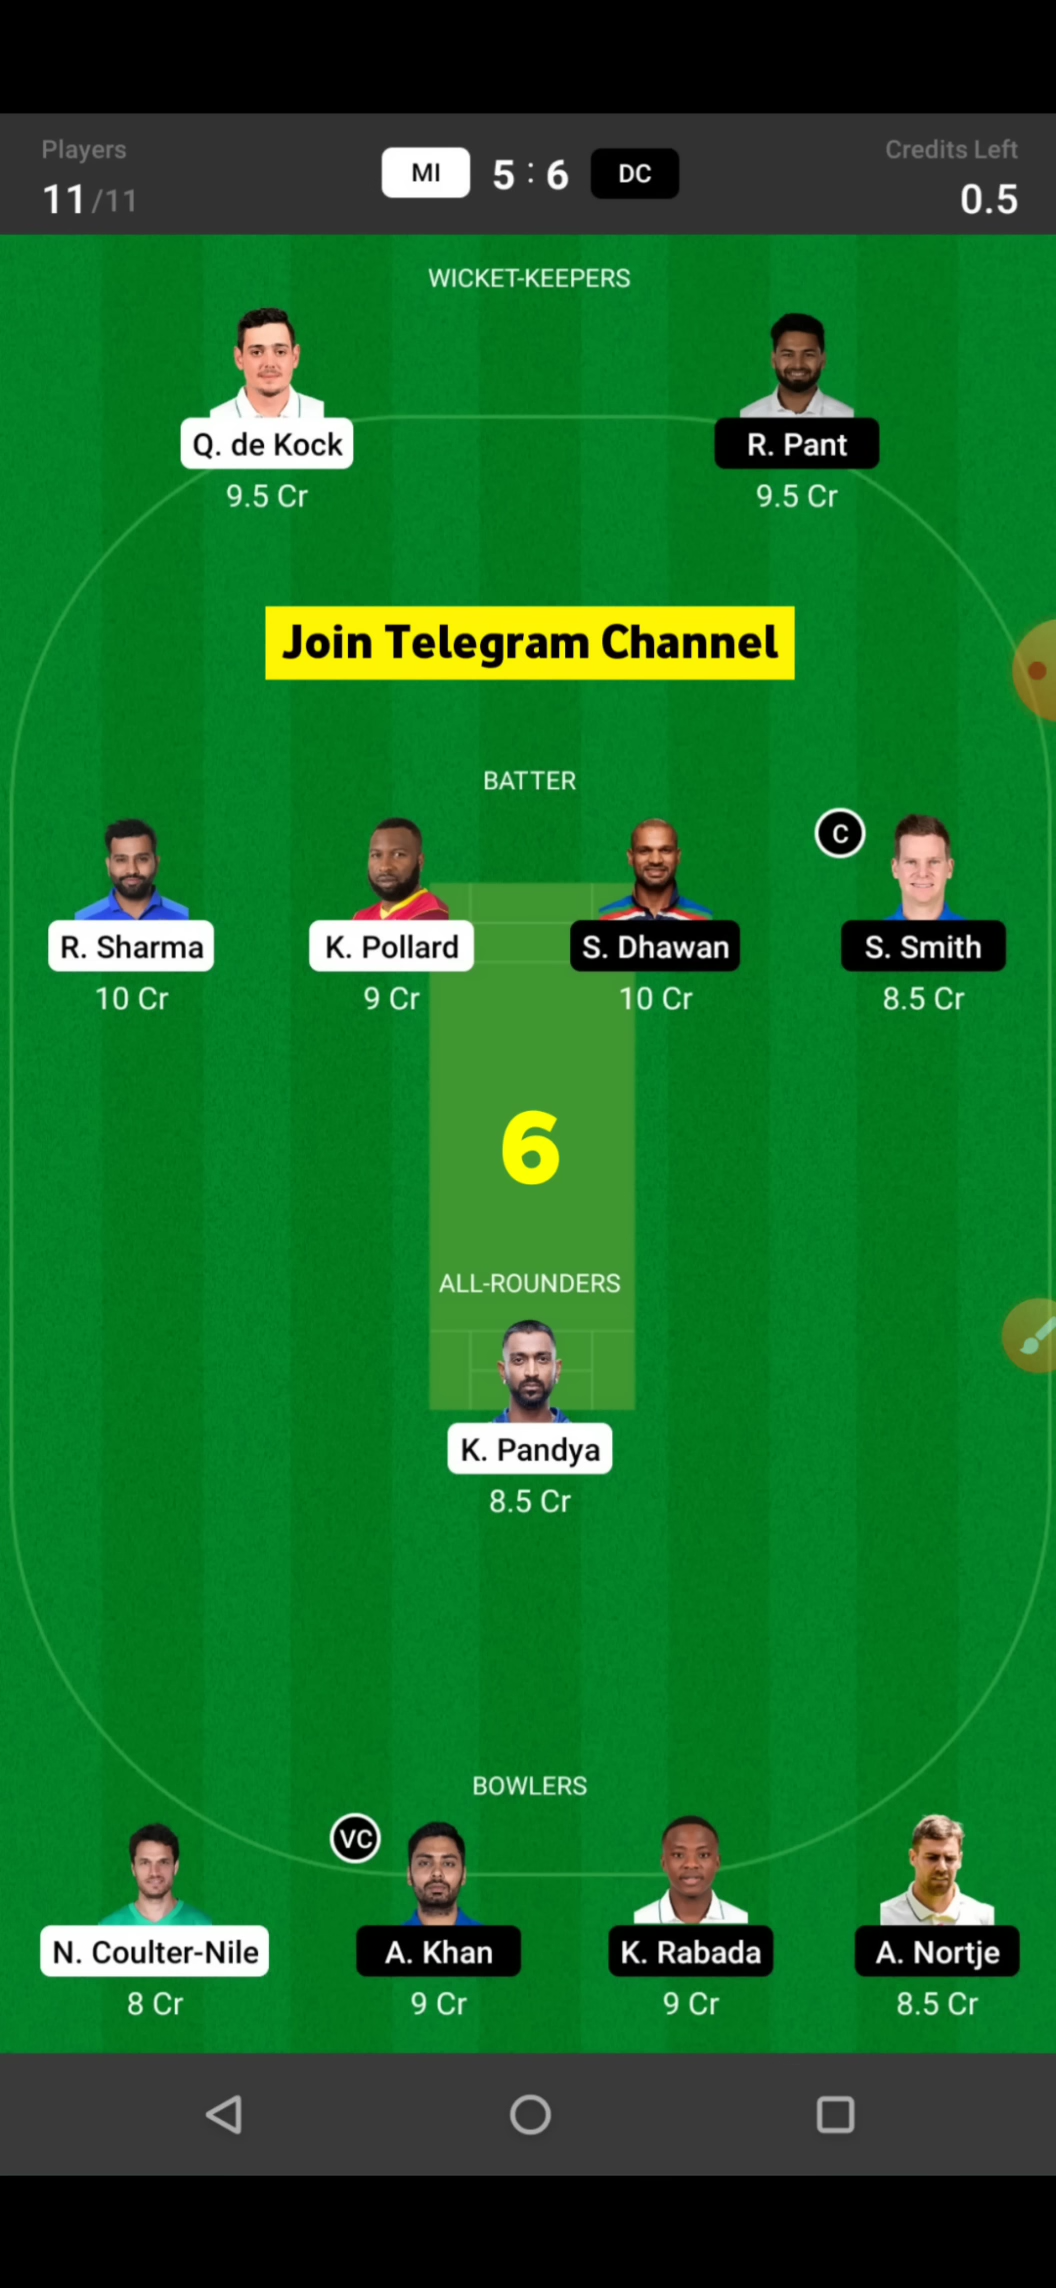 Players
Credits Left
MI 5 : 6 DC
11/11
0.5
WICKET-KEEPERS
Q. de Kock
R. Pant
9.5 Cr
9.5 Cr
Join Telegram Channel
BATTER
C
R. Sharma
K. Pollard
S. Dhawan
S. Smith
10 Cr
9 Cr
10 Cr
8.5 Cr
6
ALL-ROUNDERS
K. Pandya
8.5 Cr
BOWLERS
VC
N. Coulter-Nile
A. Khan
K. Rabada
A. Nortje
8 Cr
9 Cr
9 Cr
8.5 Cr